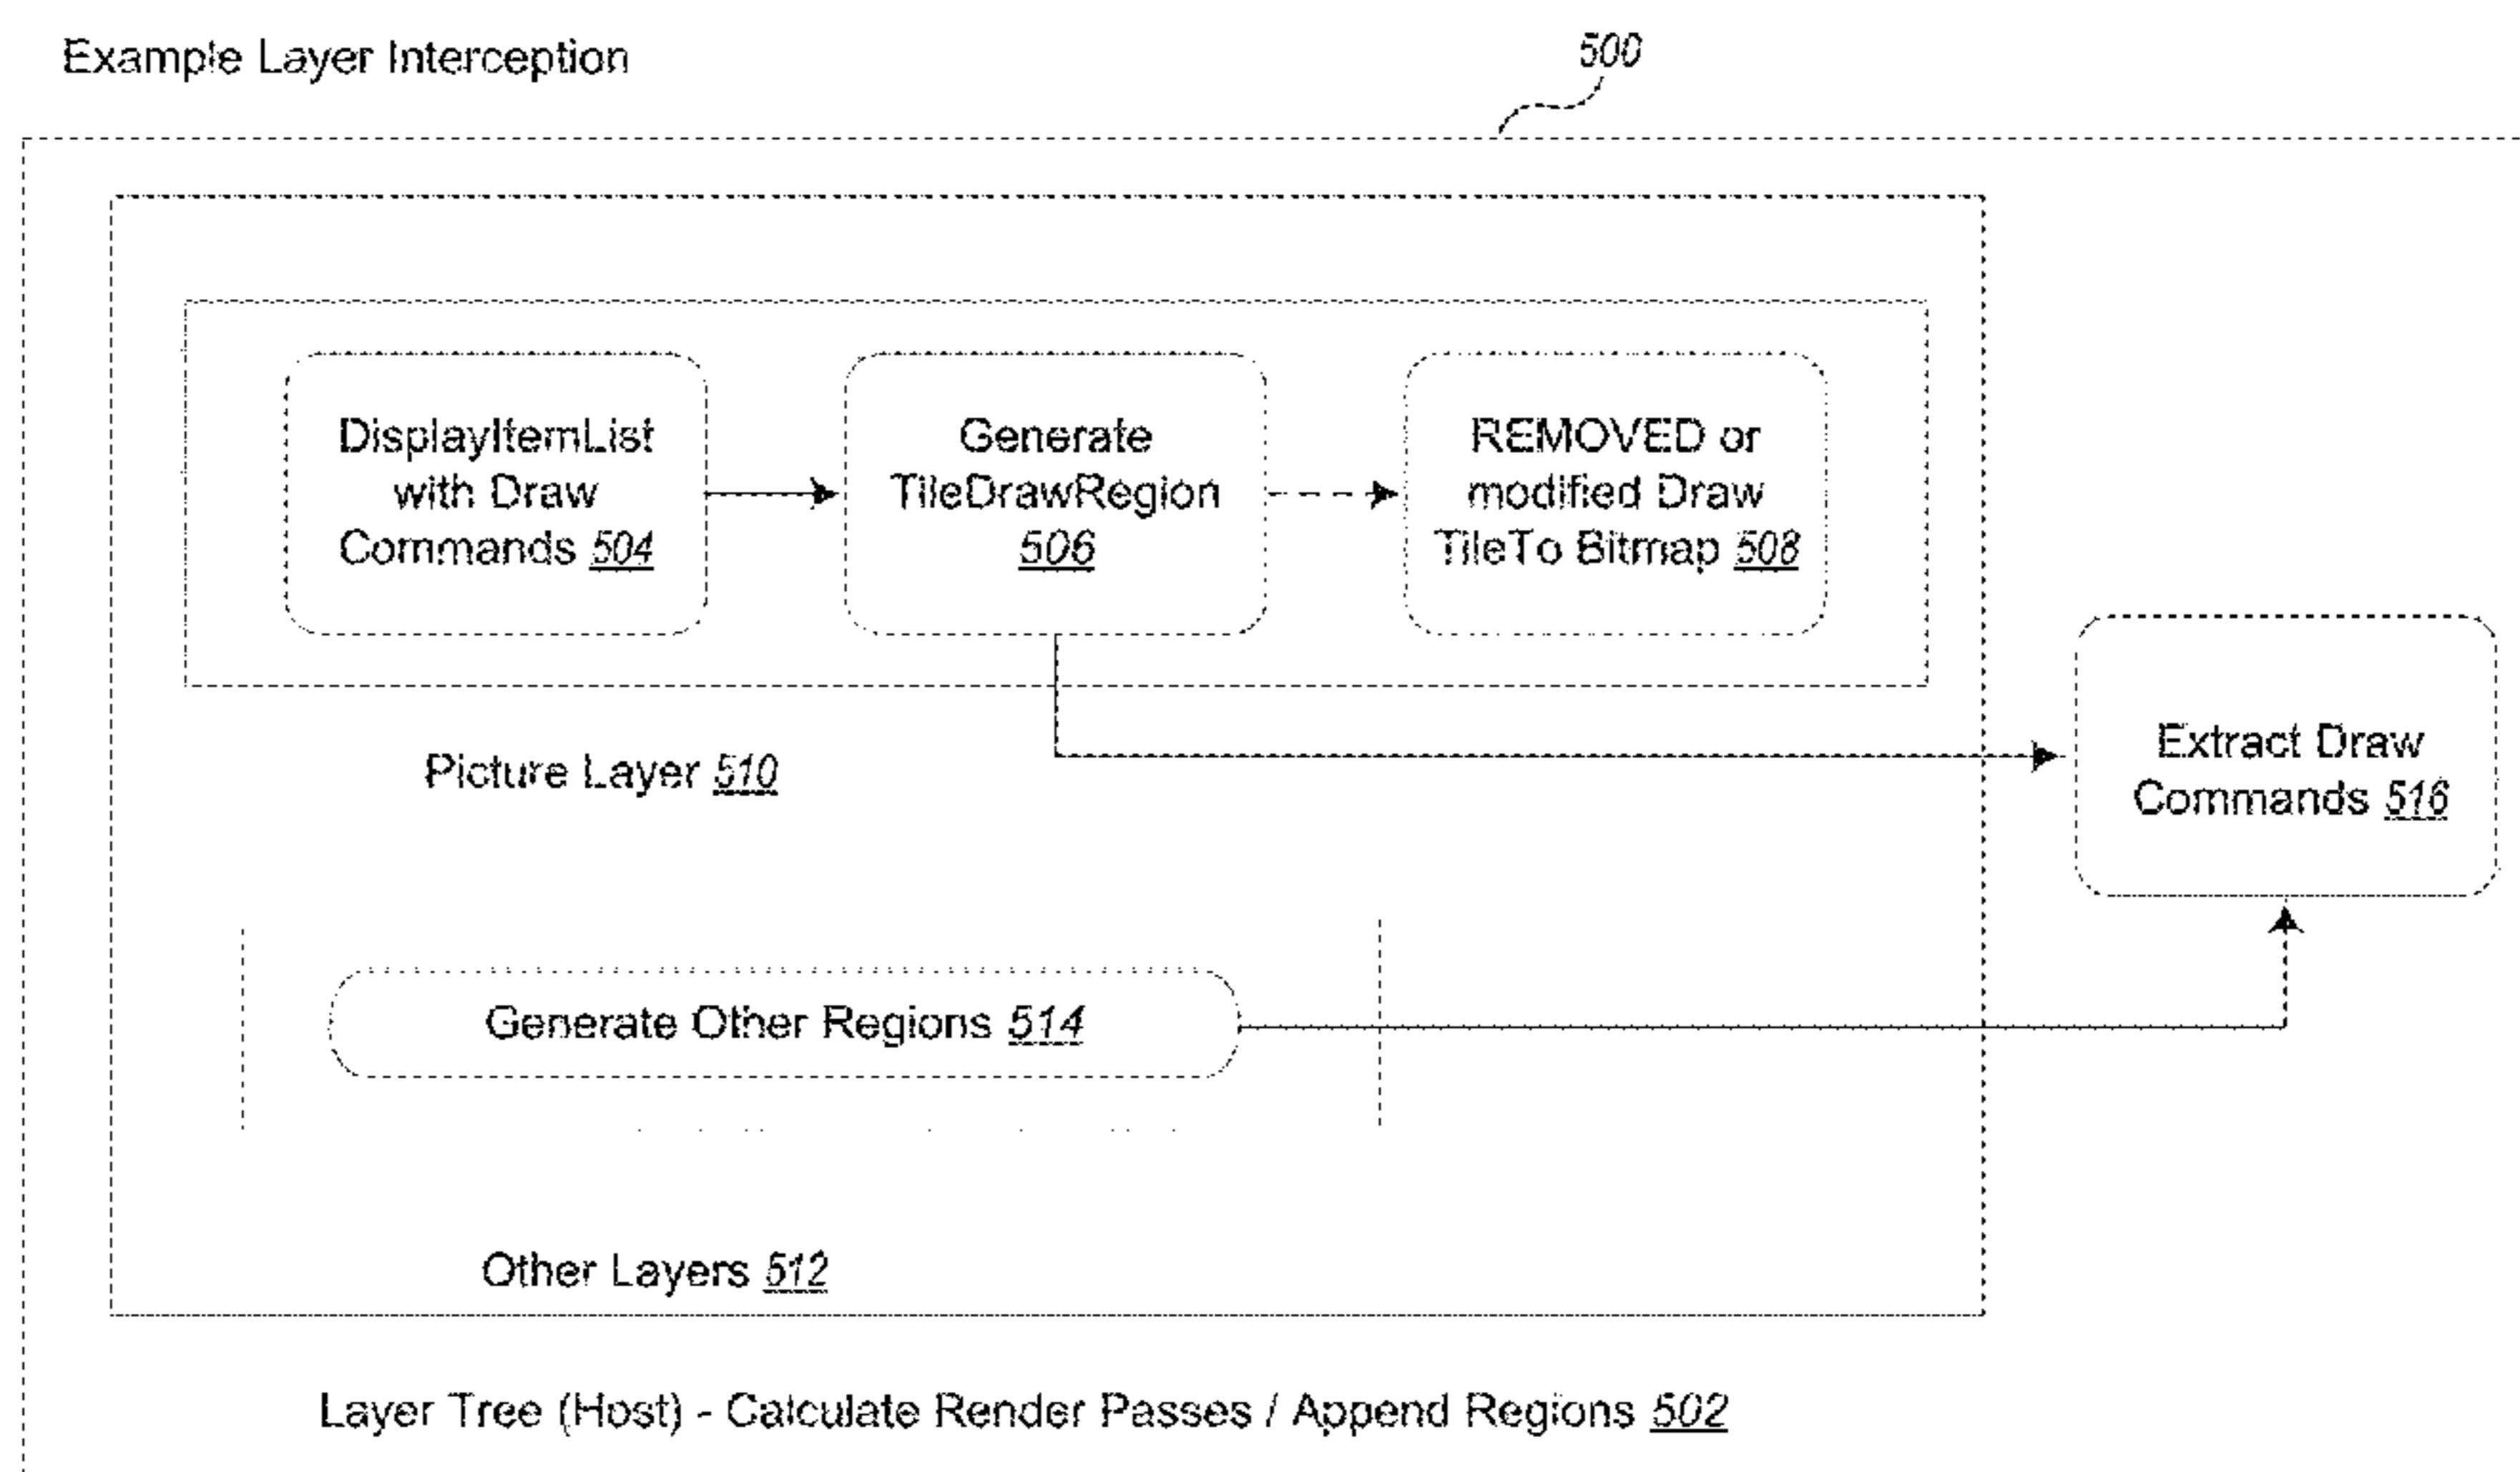 Example Layer Interception
500
DisplayItemList
with Draw
Commands 504
Generate
TileDrawRegion
506
REMOVED or
modified Draw
TileTo Bitmap 508
Picture Layer 510
Extract Draw
Commands 516
Generate Other Regions 514
Other Layers 512
Layer Tree (Host) - Calculate Render Passes / Append Regions 502